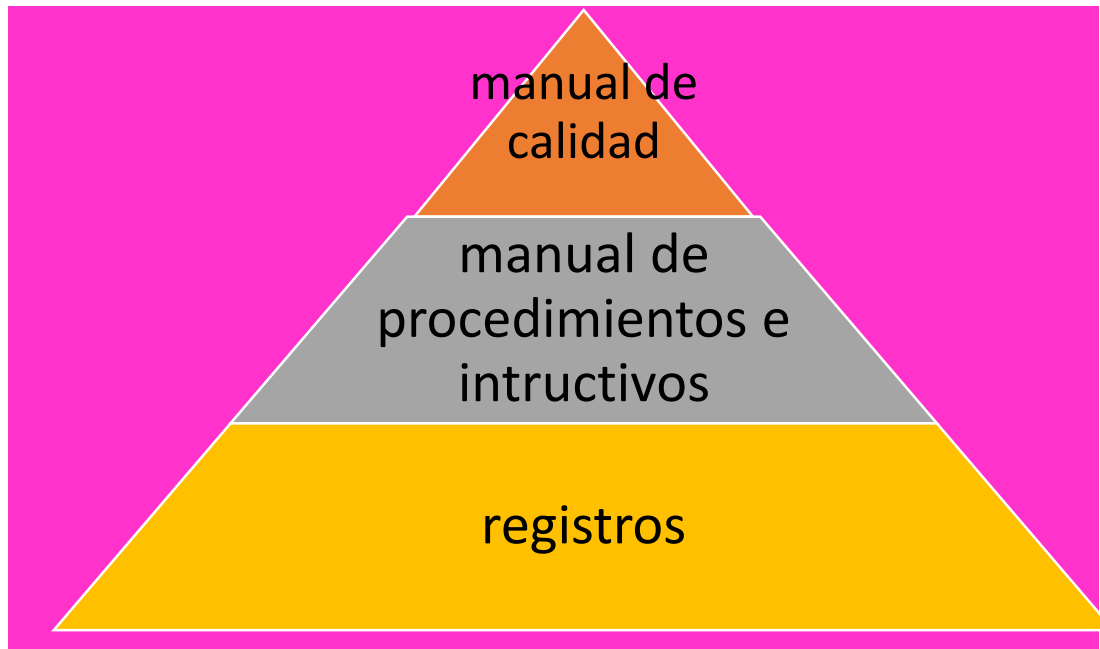 manual de
calidad
manual de
procedimientos e
intructivos
registros